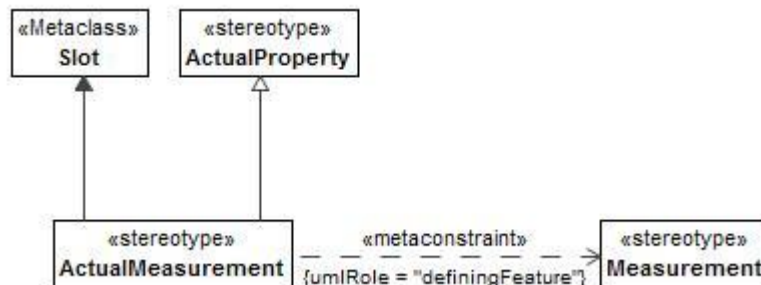 «Metaclass»
Slot
«stereotype»
ActualProperty
«stereotype»
ActualMeasurement
«metaconstraint»
{umlRole = "definingFeature"}
«stereotype»
Measurement